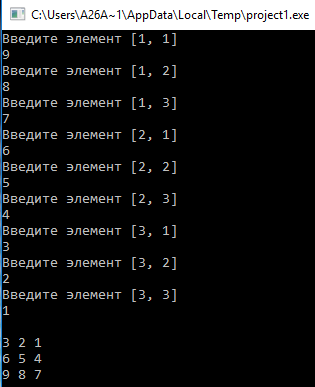 C:\Users\A26A~1\AppData\Local\Temp\project1.exe
Введите элемент [1, 1]
9
Введите элемент [1, 2]
8
Введите элемент [1, 3]
7
Введите элемент [2, 1]
6
Введите элемент [2, 2]
5
Введите элемент [2, 3]
4
Введите элемент [3, 1]
3
Введите элемент [3, 2]
2
Введите элемент [3, 3]
1
3 2 1
6 5 4
9 8 7